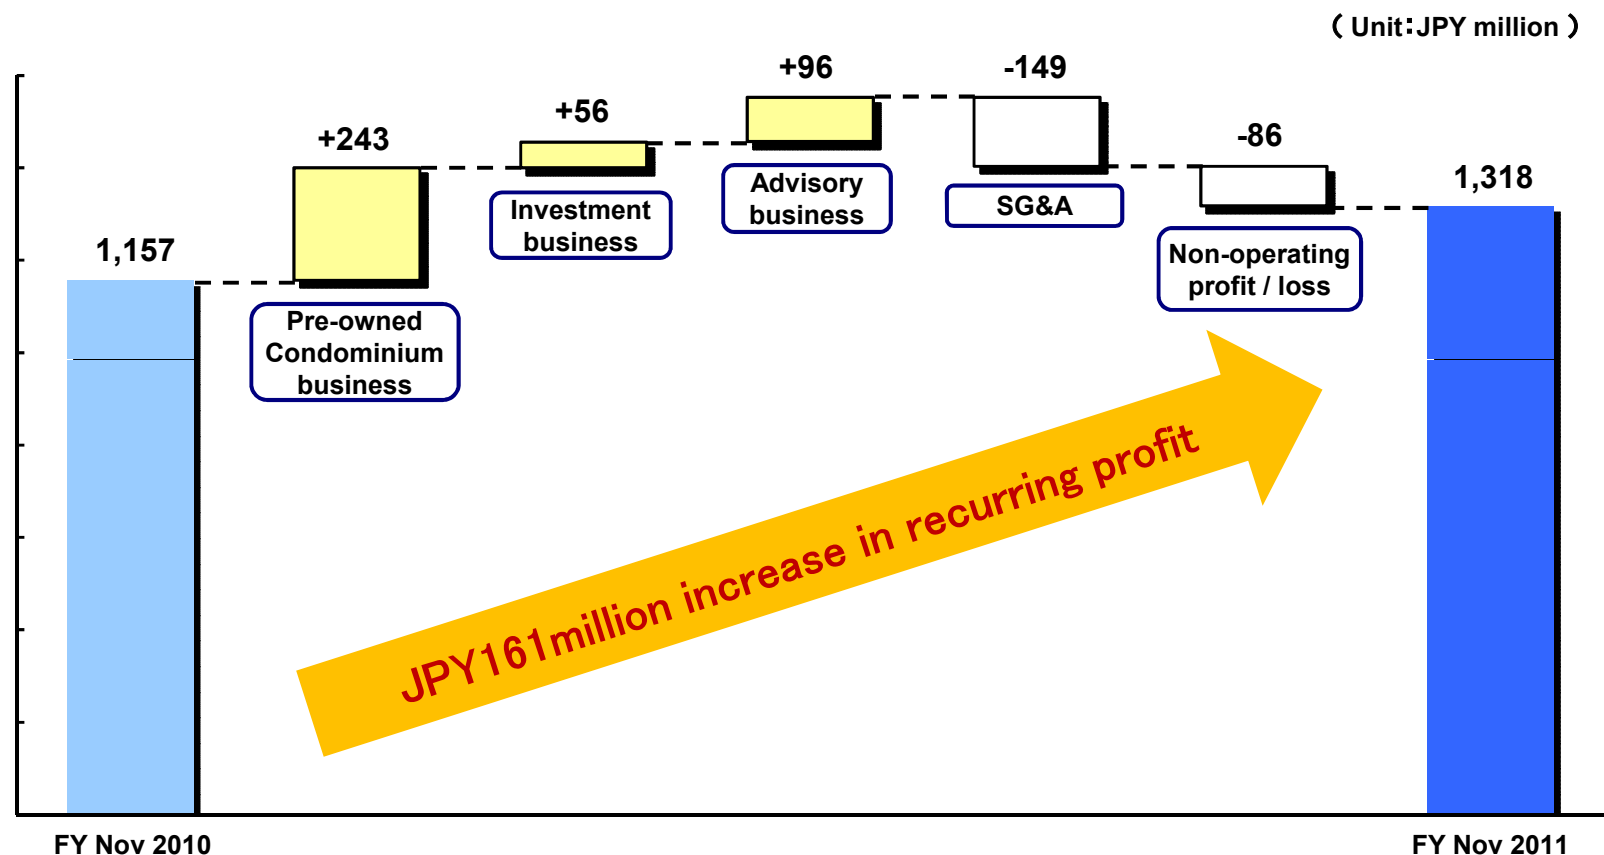 ( Unit:JPY million )
+96
-149
+56
+243
-86
1,318
1,157
Advisory
business
SG&A
Investment
business
Non-operating
profit / loss
Pre-owned
Condominium
business
JPY161million increase in recurring profit
FY Nov 2010
FY Nov 2011